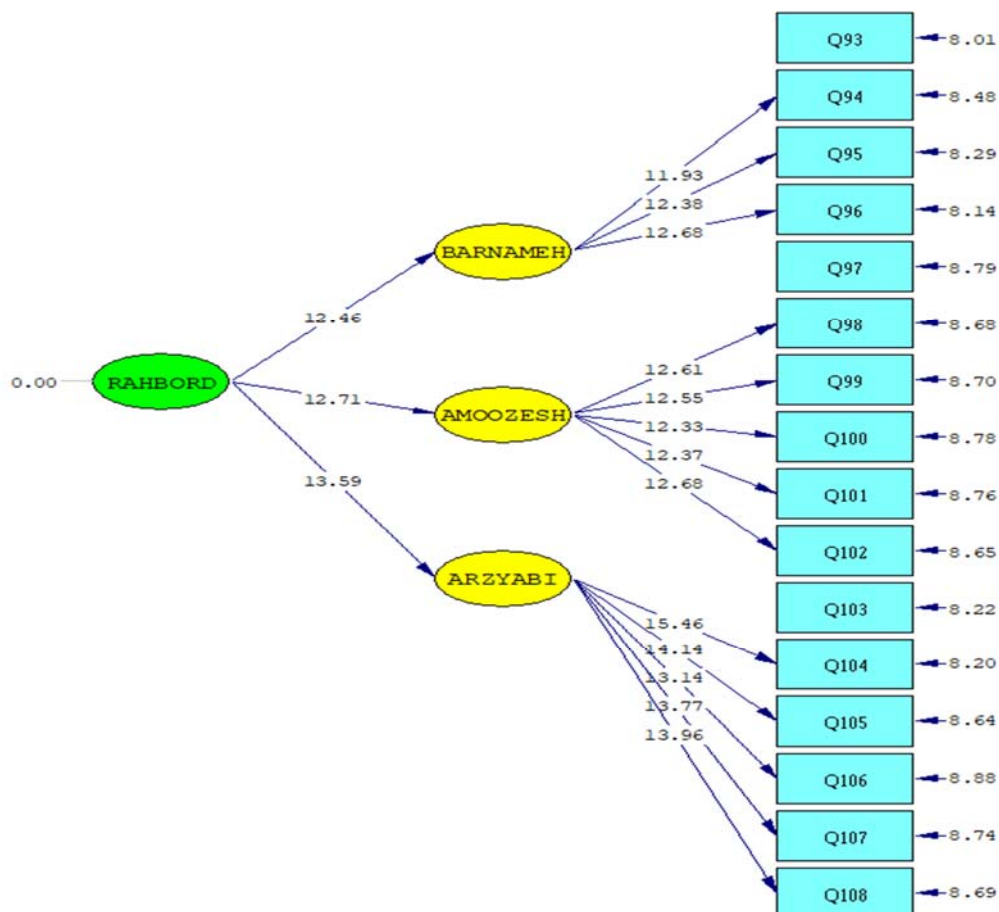 Q93 8.01
Q94 8.48
Q95 8.29
11.93
12.38
Q96 8.14
12.68
BARNAMEH
Q97 8.79
12.46
Q98 8.68
12.61
0.00 RAHBORD
Q99 8.70
12.55
12.71
AMOOZESH
12.33
Q100 8.78
12.37
13.59
12.68
Q101 8.76
Q102 8.65
ARZYABI
Q103 8.22
15.46
14.14
Q104 8.20
13.14
13.77
Q105 8.64
13.96
Q106 8.88
Q107 8.74
Q108 8.69